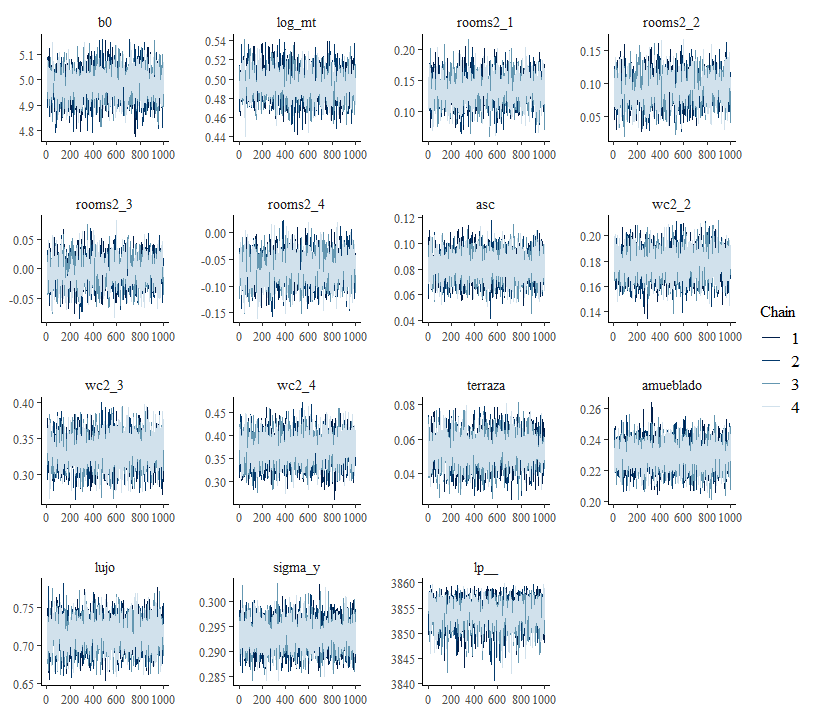 b0 log_mt rooms2_1 rooms2_2
5.1 5.0 4.9 4.8
0.54 0.52 0.50 0.48 0.46 0.44
0.20 0.15 0.10
0.15 0.10 0.05
0 200 400 600 800 1000 0 200 400 600 800 1000 0 200 400 600 800 1000 0 200 400 600 800 1000
rooms2_3 rooms2_4 asc wc2_2
0.05 0.00 -0.05
0.00 -0.05 -0.10 -0.15
0.12 0.10 0.08 0.06 0.04
0.20 0.18 0.16 0.14
0 200 400 600 800 1000 0 200 400 600 800 1000 0 200 400 600 800 1000 0 200 400 600 800 1000
wc2_3 wc2_4 terraza amueblado
0.40 0.35 0.30
0.45 0.40 0.35 0.30
0.08 0.06 0.04
0.26 0.24 0.22 0.20
0 200 400 600 800 1000 0 200 400 600 800 1000 0 200 400 600 800 1000 0 200 400 600 800 1000
lujo sigma_y lp__
0.75 0.70 0.65
0.300 0.295 0.290 0.285
3860 3855 3850 3845 3840
0 200 400 600 800 1000 0 200 400 600 800 1000 0 200 400 600 800 1000
Chain
1
2
3
4